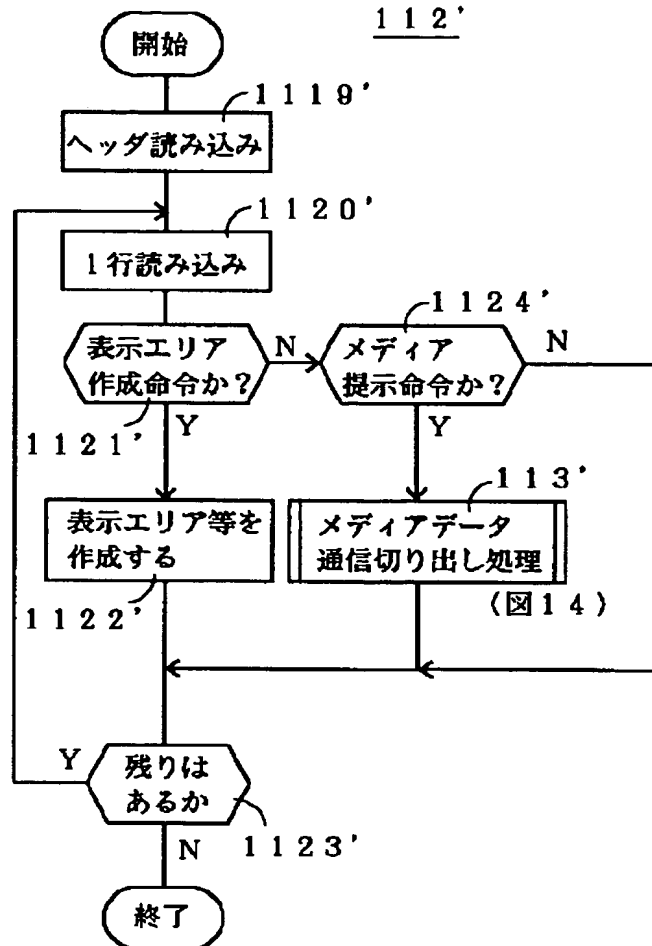 112'
開始
1119'
ヘッダ読み込み
1120'
1行読み込み
1124'
表示エリア
作成命令か?
N
メディア
提示命令か?
N
1121'
Y
Y
113'
表示エリア等を
作成する
メディアデータ
通信切り出し処理
(図14)
1122'
Y
残りは
あるか
1123'
N
終了